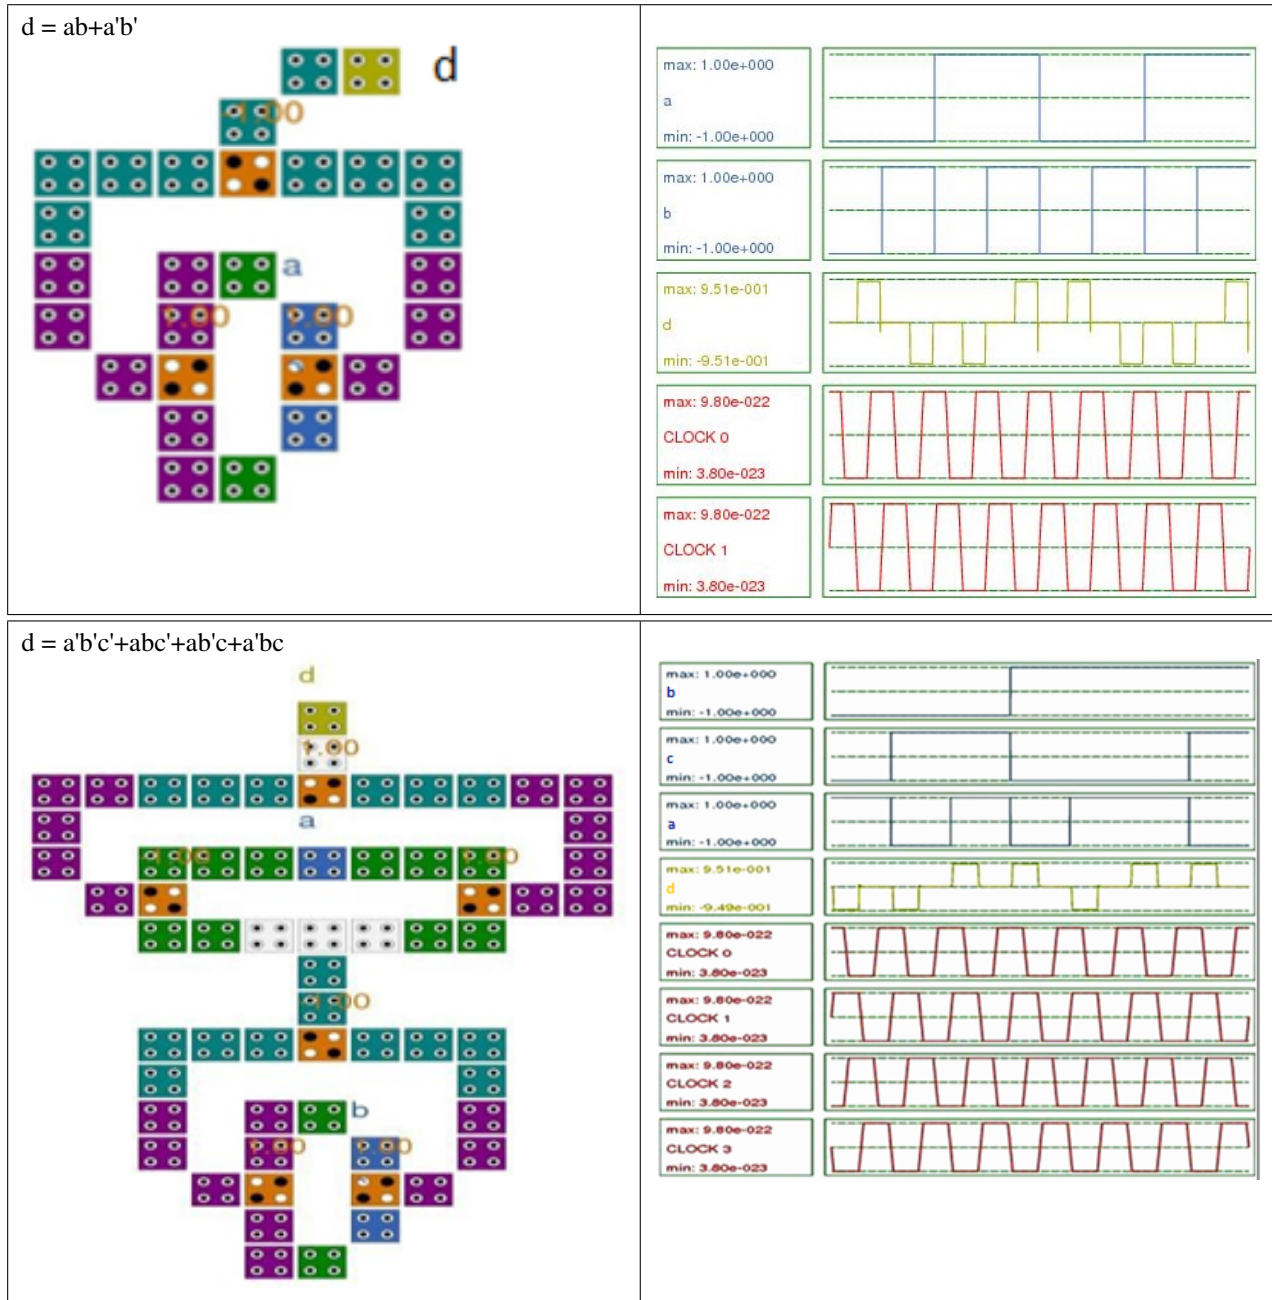 d = ab+a'b'
d
-1.00
a
1.00
1.00
max: 1.00e+000
a
min: -1.00e+000
max: 1.00e+000
b
min: -1.00e+000
max: 9.51e-001
d
min: -9.51e-001
max: 9.80e-022
CLOCK 0
min: 3.80e-023
max: 9.80e-022
CLOCK 1
min: 3.80e-023
d = a'b'c'+abc'+ab'c+a'bc
d
1.00
a
-1.00
1.00
-1.00
b
1.00
1.00
max: 1.00e+000
b
min: -1.00e+000
max: 1.00e+000
c
min: -1.00e+000
max: 1.00e+000
a
min: -1.00e+000
max: 9.51e-001
d
min: -9.49e-001
max: 9.80e-022
CLOCK 0
min: 3.80e-023
max: 9.80e-022
CLOCK 1
min: 3.80e-023
max: 9.80e-022
CLOCK 2
min: 3.80e-023
max: 9.80e-022
CLOCK 3
min: 3.80e-023